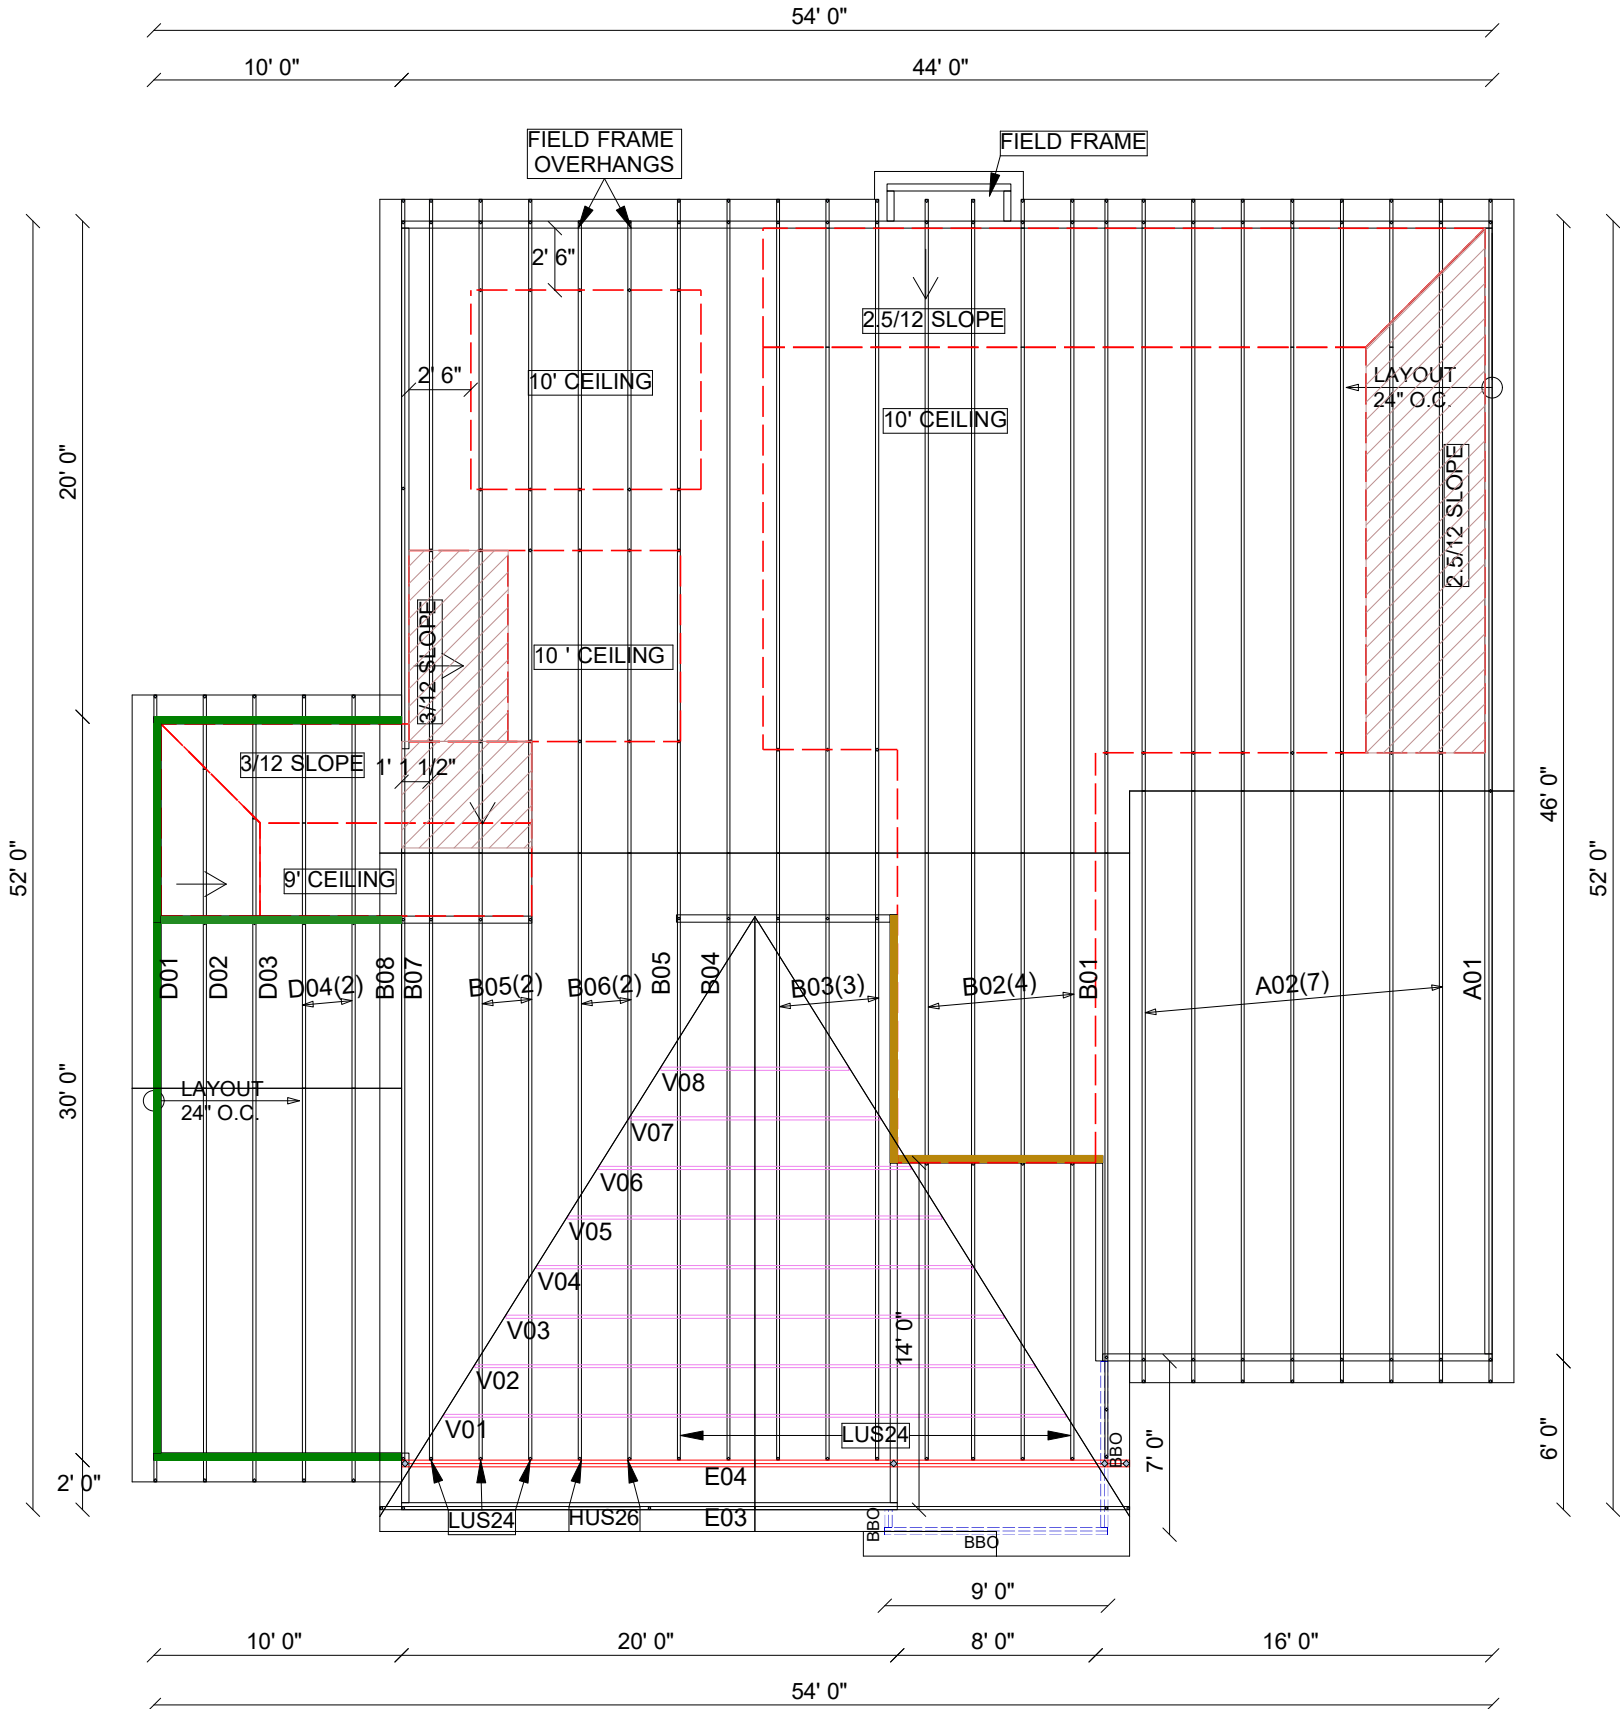 54' 0"
10' 0"
44' 0"
FIELD FRAME
OVERHANGS
FIELD FRAME
2' 6"
2.5/12 SLOPE
2' 6"
10' CEILING
LAYOUT
24" O.C.
10' CEILING
20' 0"
2.5/12 SLOPE
3/12 SLOPE
10 ' CEILING
3/12 SLOPE
1' 1 1/2"
46' 0"
52' 0"
52' 0"
9' CEILING
D01
D02
D03
D04(2)
B08
B07
B05(2)
B06(2)
B05
B04
B03(3)
B02(4)
B01
A02(7)
A01
30' 0"
LAYOUT
24" O.C.
V08
V07
V06
V05
V04
V03
V02
V01
14' 0"
LUS24
BBO
7' 0"
6' 0"
2' 0"
E04
LUS24
HUS26
E03
BBO
BBO
9' 0"
10' 0"
20' 0"
8' 0"
16' 0"
54' 0"